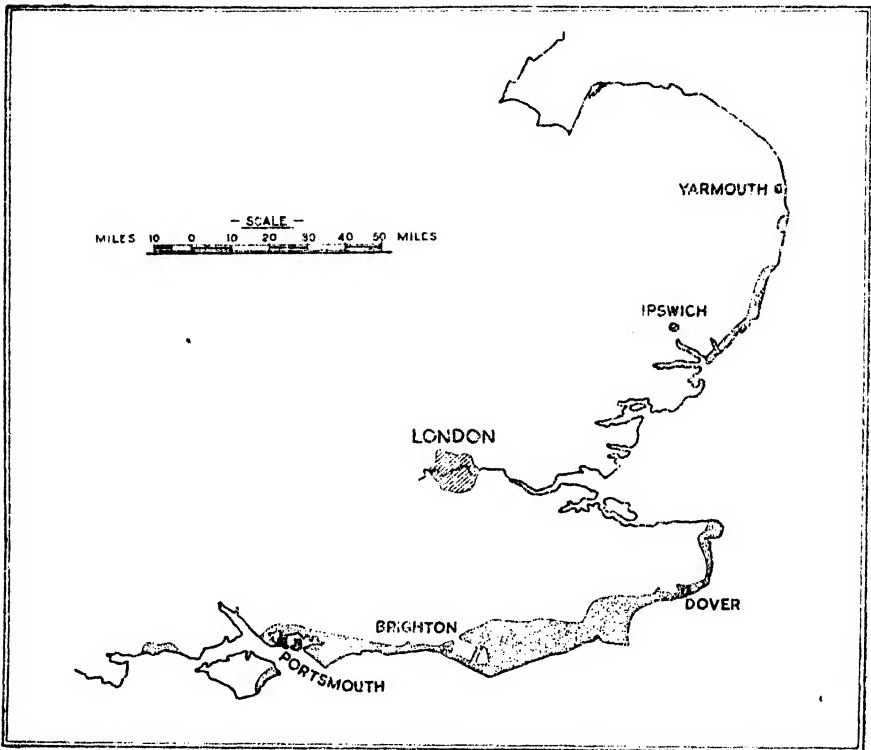 YARMOUTH
— SCALE —
MILES 10 0 10 20 30 40 50 MILES
IPSWICH
LONDON
DOVER
BRIGHTON
PORTSMOUTH